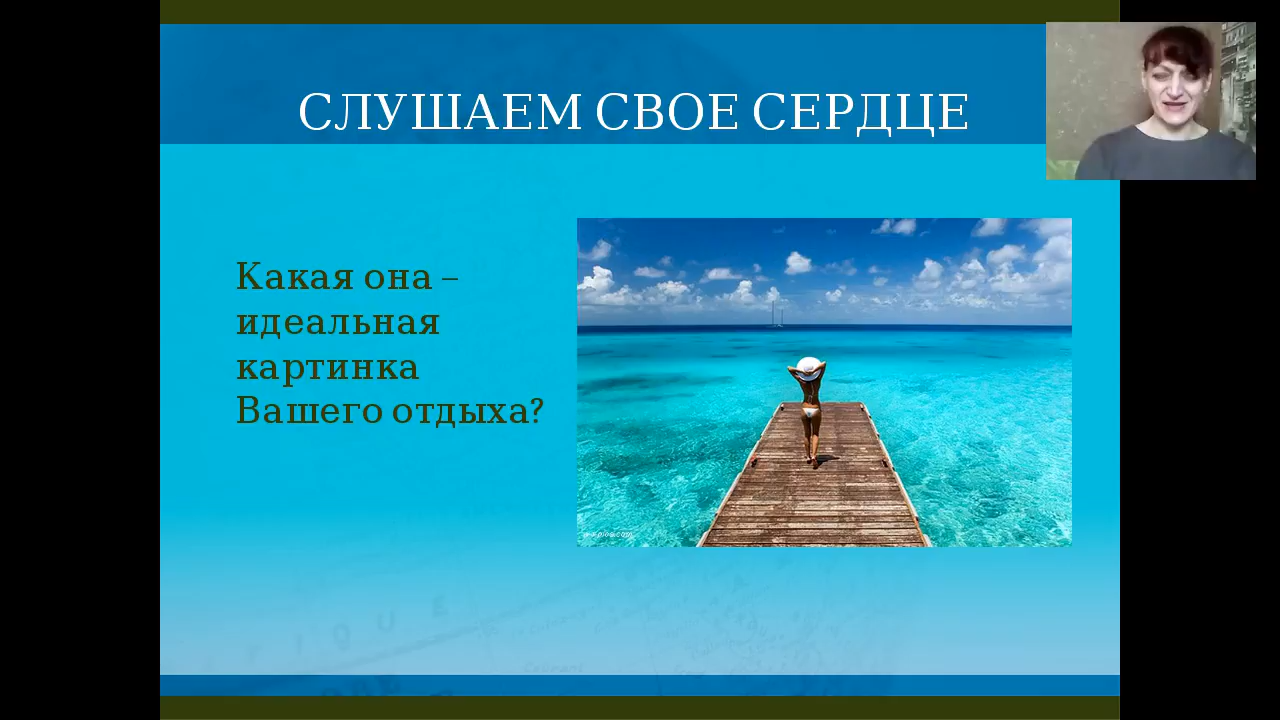 СЛУШАЕМ СВОЕ СЕРДЦЕ
Какая она –
идеальная
картинка
Вашего отдыха?